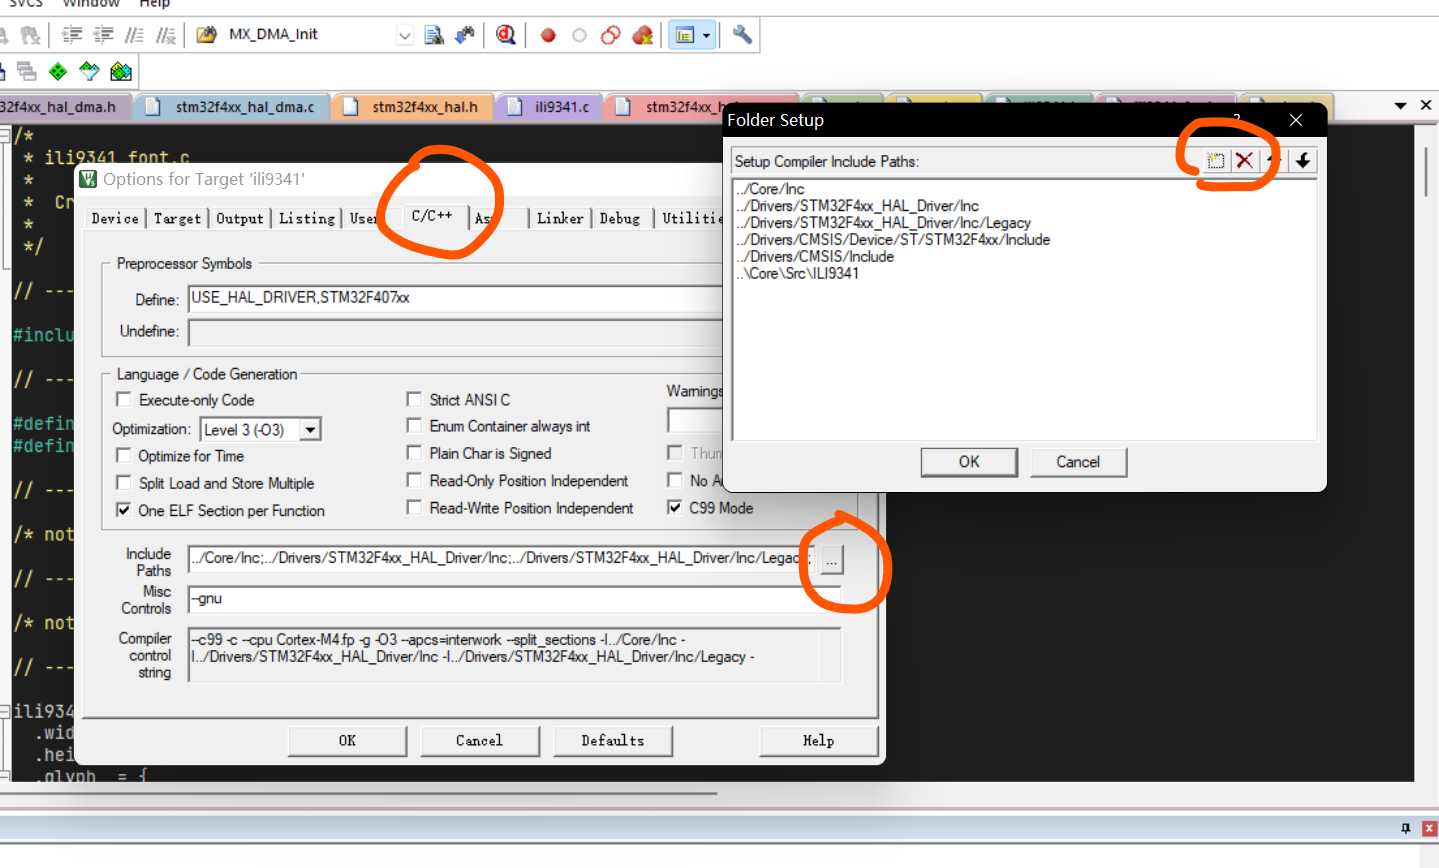 SVCS Window Help
MX_DMA_Init
32f4xx_hal_dma.h stm32f4xx_hal_dma.c stm32f4xx_hal.h ili9341.c
/*
* ili9341_font.c
*
*
*
*/
// ---
#inclu
// ---
#defin
#defin
// ---
/* not
// ---
/* not
// ---
ili934
.wid
.hei
.glyph = {
Options for Target 'ili9341'
Device Target Output Listing User C/C++ Linker Debug Utilitie
Preprocessor Symbols
Define: USE_HAL_DRIVER,STM32F407xx
Undefine:
Language / Code Generation
Execute-only Code Strict ANSI C Warnings
Optimization: Level 3 (-O3) Enum Container always int
Optimize for Time Plain Char is Signed Thum
Split Load and Store Multiple Read-Only Position Independent No A
One ELF Section per Function Read-Write Position Independent C99 Mode
Include Paths ../Core/Inc;../Drivers/STM32F4xx_HAL_Driver/Inc;../Drivers/STM32F4xx_HAL_Driver/Inc/Legacy; ...
Misc Controls --gnu
Compiler control string --c99 -c --cpu Cortex-M4.fp -g -O3 --apcs=interwork --split_sections -I../Core/Inc -
I../Drivers/STM32F4xx_HAL_Driver/Inc -I../Drivers/STM32F4xx_HAL_Driver/Inc/Legacy -
OK Cancel Defaults Help
Folder Setup ?
Setup Compiler Include Paths:
../Core/Inc
../Drivers/STM32F4xx_HAL_Driver/Inc
../Drivers/STM32F4xx_HAL_Driver/Inc/Legacy
../Drivers/CMSIS/Device/ST/STM32F4xx/Include
../Drivers/CMSIS/Include
..\Core\Src\ILI9341
OK Cancel